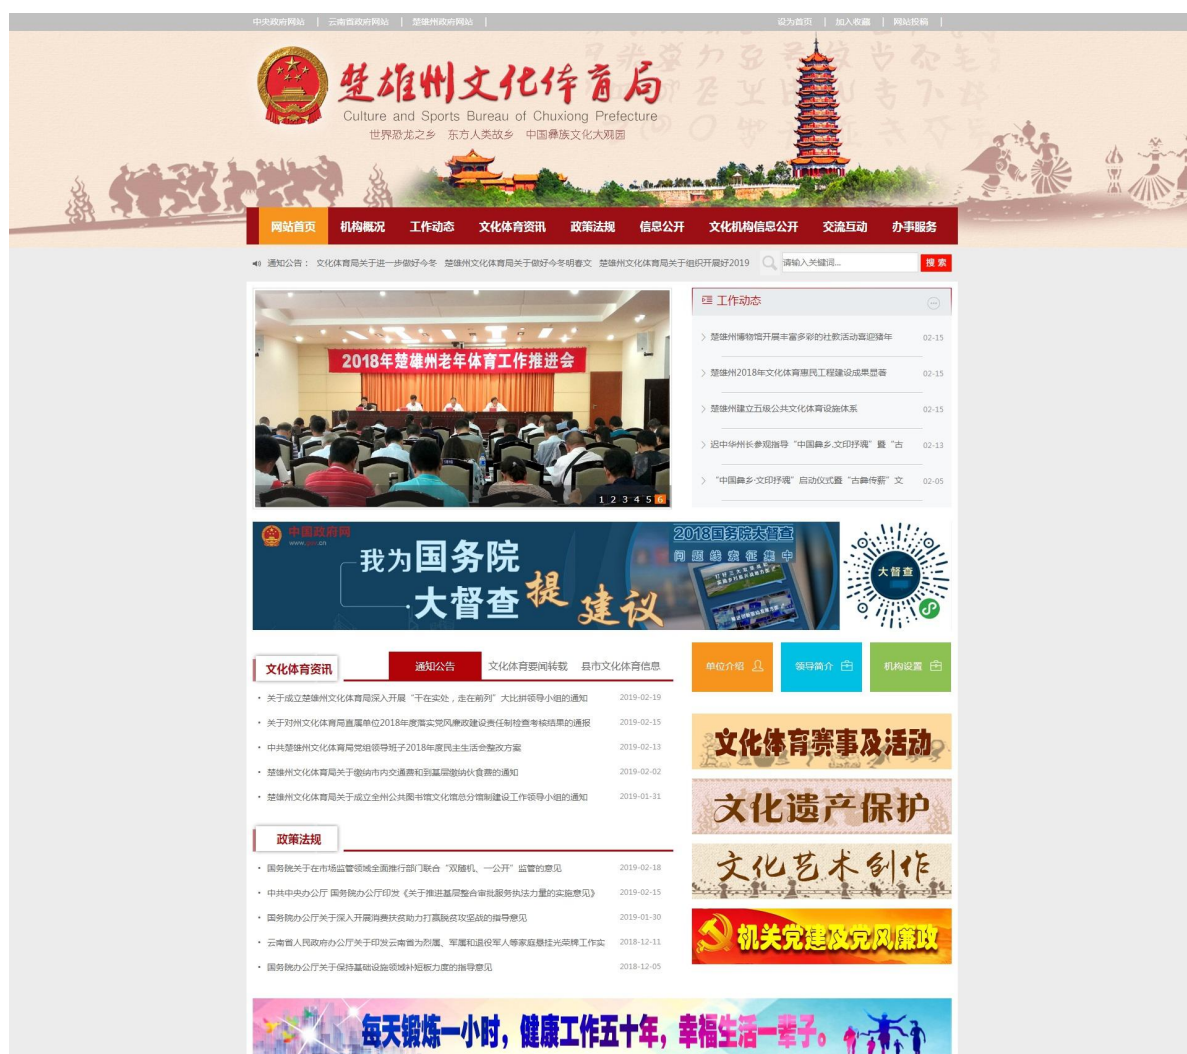 中央政府网站 | 云南省政府网站 | 楚雄州政府网站 |
设为首页 | 加入收藏 | 网站投稿 |
楚雄州文化体育局
Culture and Sports Bureau of Chuxiong Prefecture
世界恐龙之乡 东方人类故乡 中国彝族文化大观园
网站首页 机构概况 工作动态 文化体育资讯 政策法规 信息公开 文化机构信息公开 交流互动 办事服务
通知公告： 文化体育局关于进一步做好今冬 楚雄州文化体育局关于做好今冬明春文 楚雄州文化体育局关于组织开展好2019
请输入关键词...
搜 索
2018年楚雄州老年体育工作推进会
1 2 3 4 5 6
工作动态
楚雄州博物馆开展丰富多彩的社教活动喜迎猪年 02-15
楚雄州2018年文化体育惠民工程建设成果显著 02-15
楚雄州建立五级公共文化体育设施体系 02-15
迟中华州长参观指导“中国彝乡.文印抒魂”暨“古 02-13
“中国彝乡·文印抒魂”启动仪式暨“古彝传薪”文 02-05
中国政府网
我为国务院
大督查提建议
2018国务院大督查
问题线索征集中
大督查
文化体育资讯
通知公告 文化体育要闻转载 县市文化体育信息
· 关于成立楚雄州文化体育局深入开展“干在实处，走在前列”大比拼领导小组的通知 2019-02-19
· 关于对州文化体育局直属单位2018年度落实党风廉政建设责任制检查考核结果的通报 2019-02-15
· 中共楚雄州文化体育局党组领导班子2018年度民主生活会整改方案 2019-02-13
· 楚雄州文化体育局关于缴纳市内交通费和到基层缴纳伙食费的通知 2019-02-02
· 楚雄州文化体育局关于成立全州公共图书馆文化馆总分馆制建设工作领导小组的通知 2019-01-31
政策法规
· 国务院关于在市场监管领域全面推行部门联合“双随机、一公开”监管的意见 2019-02-18
· 中共中央办公厅 国务院办公厅印发《关于推进基层整合审批服务执法力量的实施意见》 2019-02-15
· 国务院办公厅关于深入开展消费扶贫助力打赢脱贫攻坚战的指导意见 2019-01-30
· 云南省人民政府办公厅关于印发云南省为烈属、军属和退役军人等家庭悬挂光荣牌工作实 2018-12-11
· 国务院办公厅关于保持基础设施领域补短板力度的指导意见 2018-12-05
单位介绍
领导简介
机构设置
文化体育赛事及活动
文化遗产保护
文化艺术创作
机关党建及党风廉政
每天锻炼一小时，健康工作五十年，幸福生活一辈子。